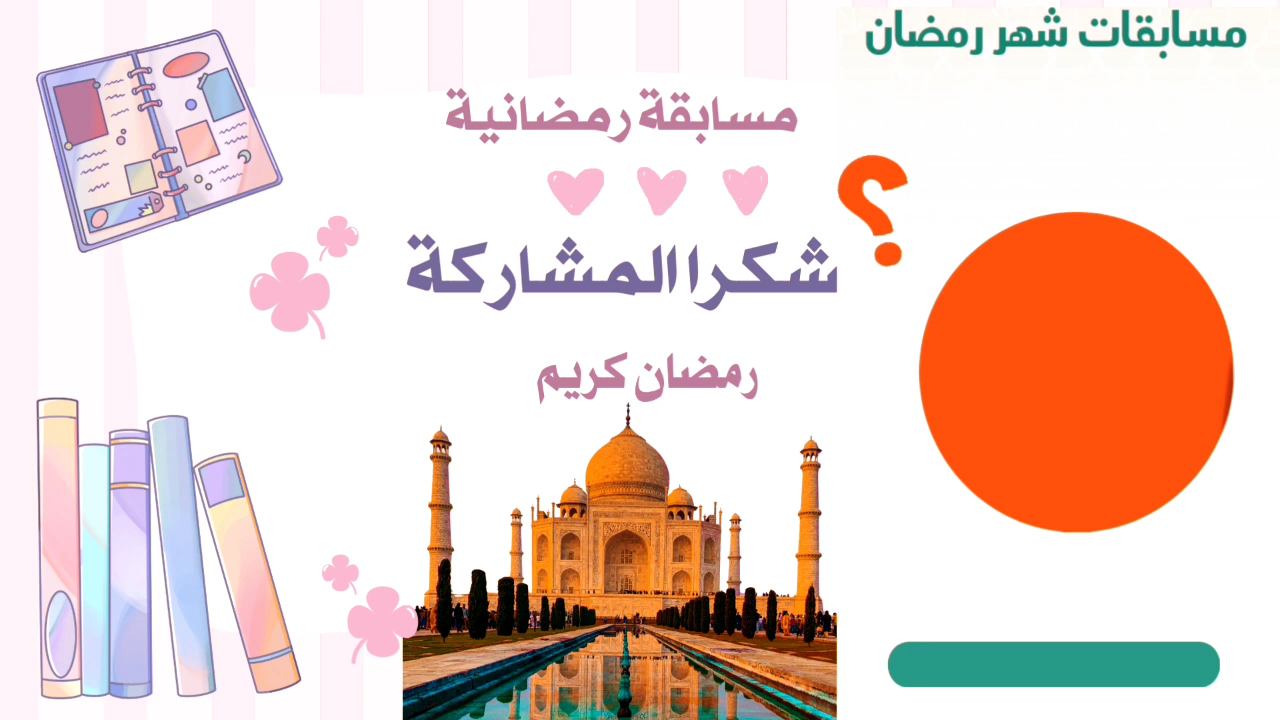 مسابقات شهر رمضان
مسابقة رمضانية
؟
شكرا المشاركة
رمضان كريم